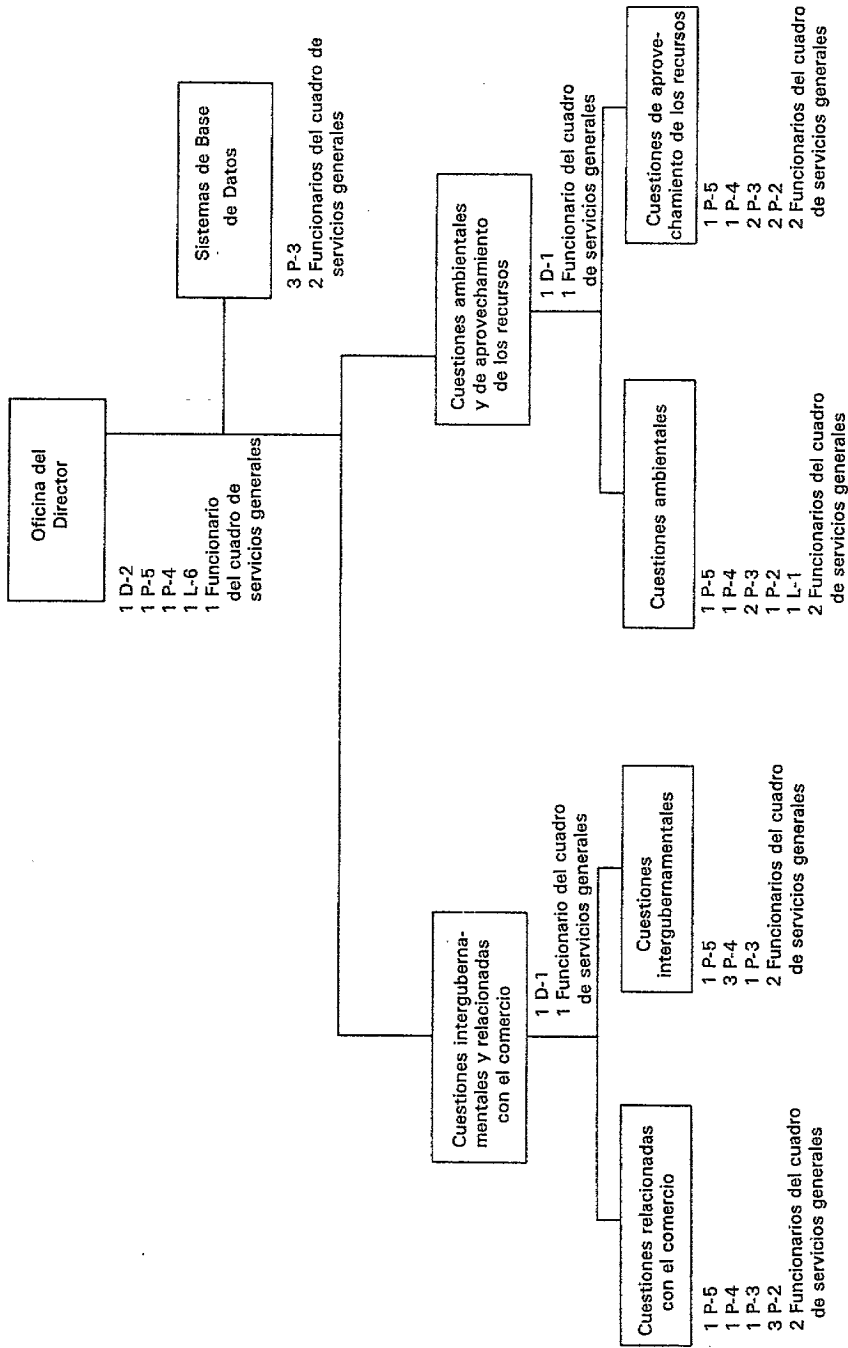 Oficina del
Director
1 D-2
1 P-5
1 P-4
1 L-6
1 Funcionario
del cuadro de
servicios generales
Sistemas de Base
de Datos
3 P-3
2 Funcionarios del cuadro de
servicios generales
Cuestiones interguberna-
mentales y relacionadas
con el comercio
1 D-1
1 Funcionario del cuadro
de servicios generales
Cuestiones ambientales
y de aprovechamiento
de los recursos
1 D-1
1 Funcionario del cuadro
de servicios generales
Cuestiones relacionadas
con el comercio
1 P-5
1 P-4
1 P-3
3 P-2
2 Funcionarios del cuadro
de servicios generales
Cuestiones
intergubernamentales
1 P-5
3 P-4
1 P-3
2 Funcionarios del cuadro
de servicios generales
Cuestiones ambientales
1 P-5
1 P-4
2 P-3
1 P-2
1 L-1
2 Funcionarios del cuadro
de servicios generales
Cuestiones de aprove-
chamiento de los recursos
1 P-5
1 P-4
2 P-3
2 P-2
2 Funcionarios del cuadro
de servicios generales